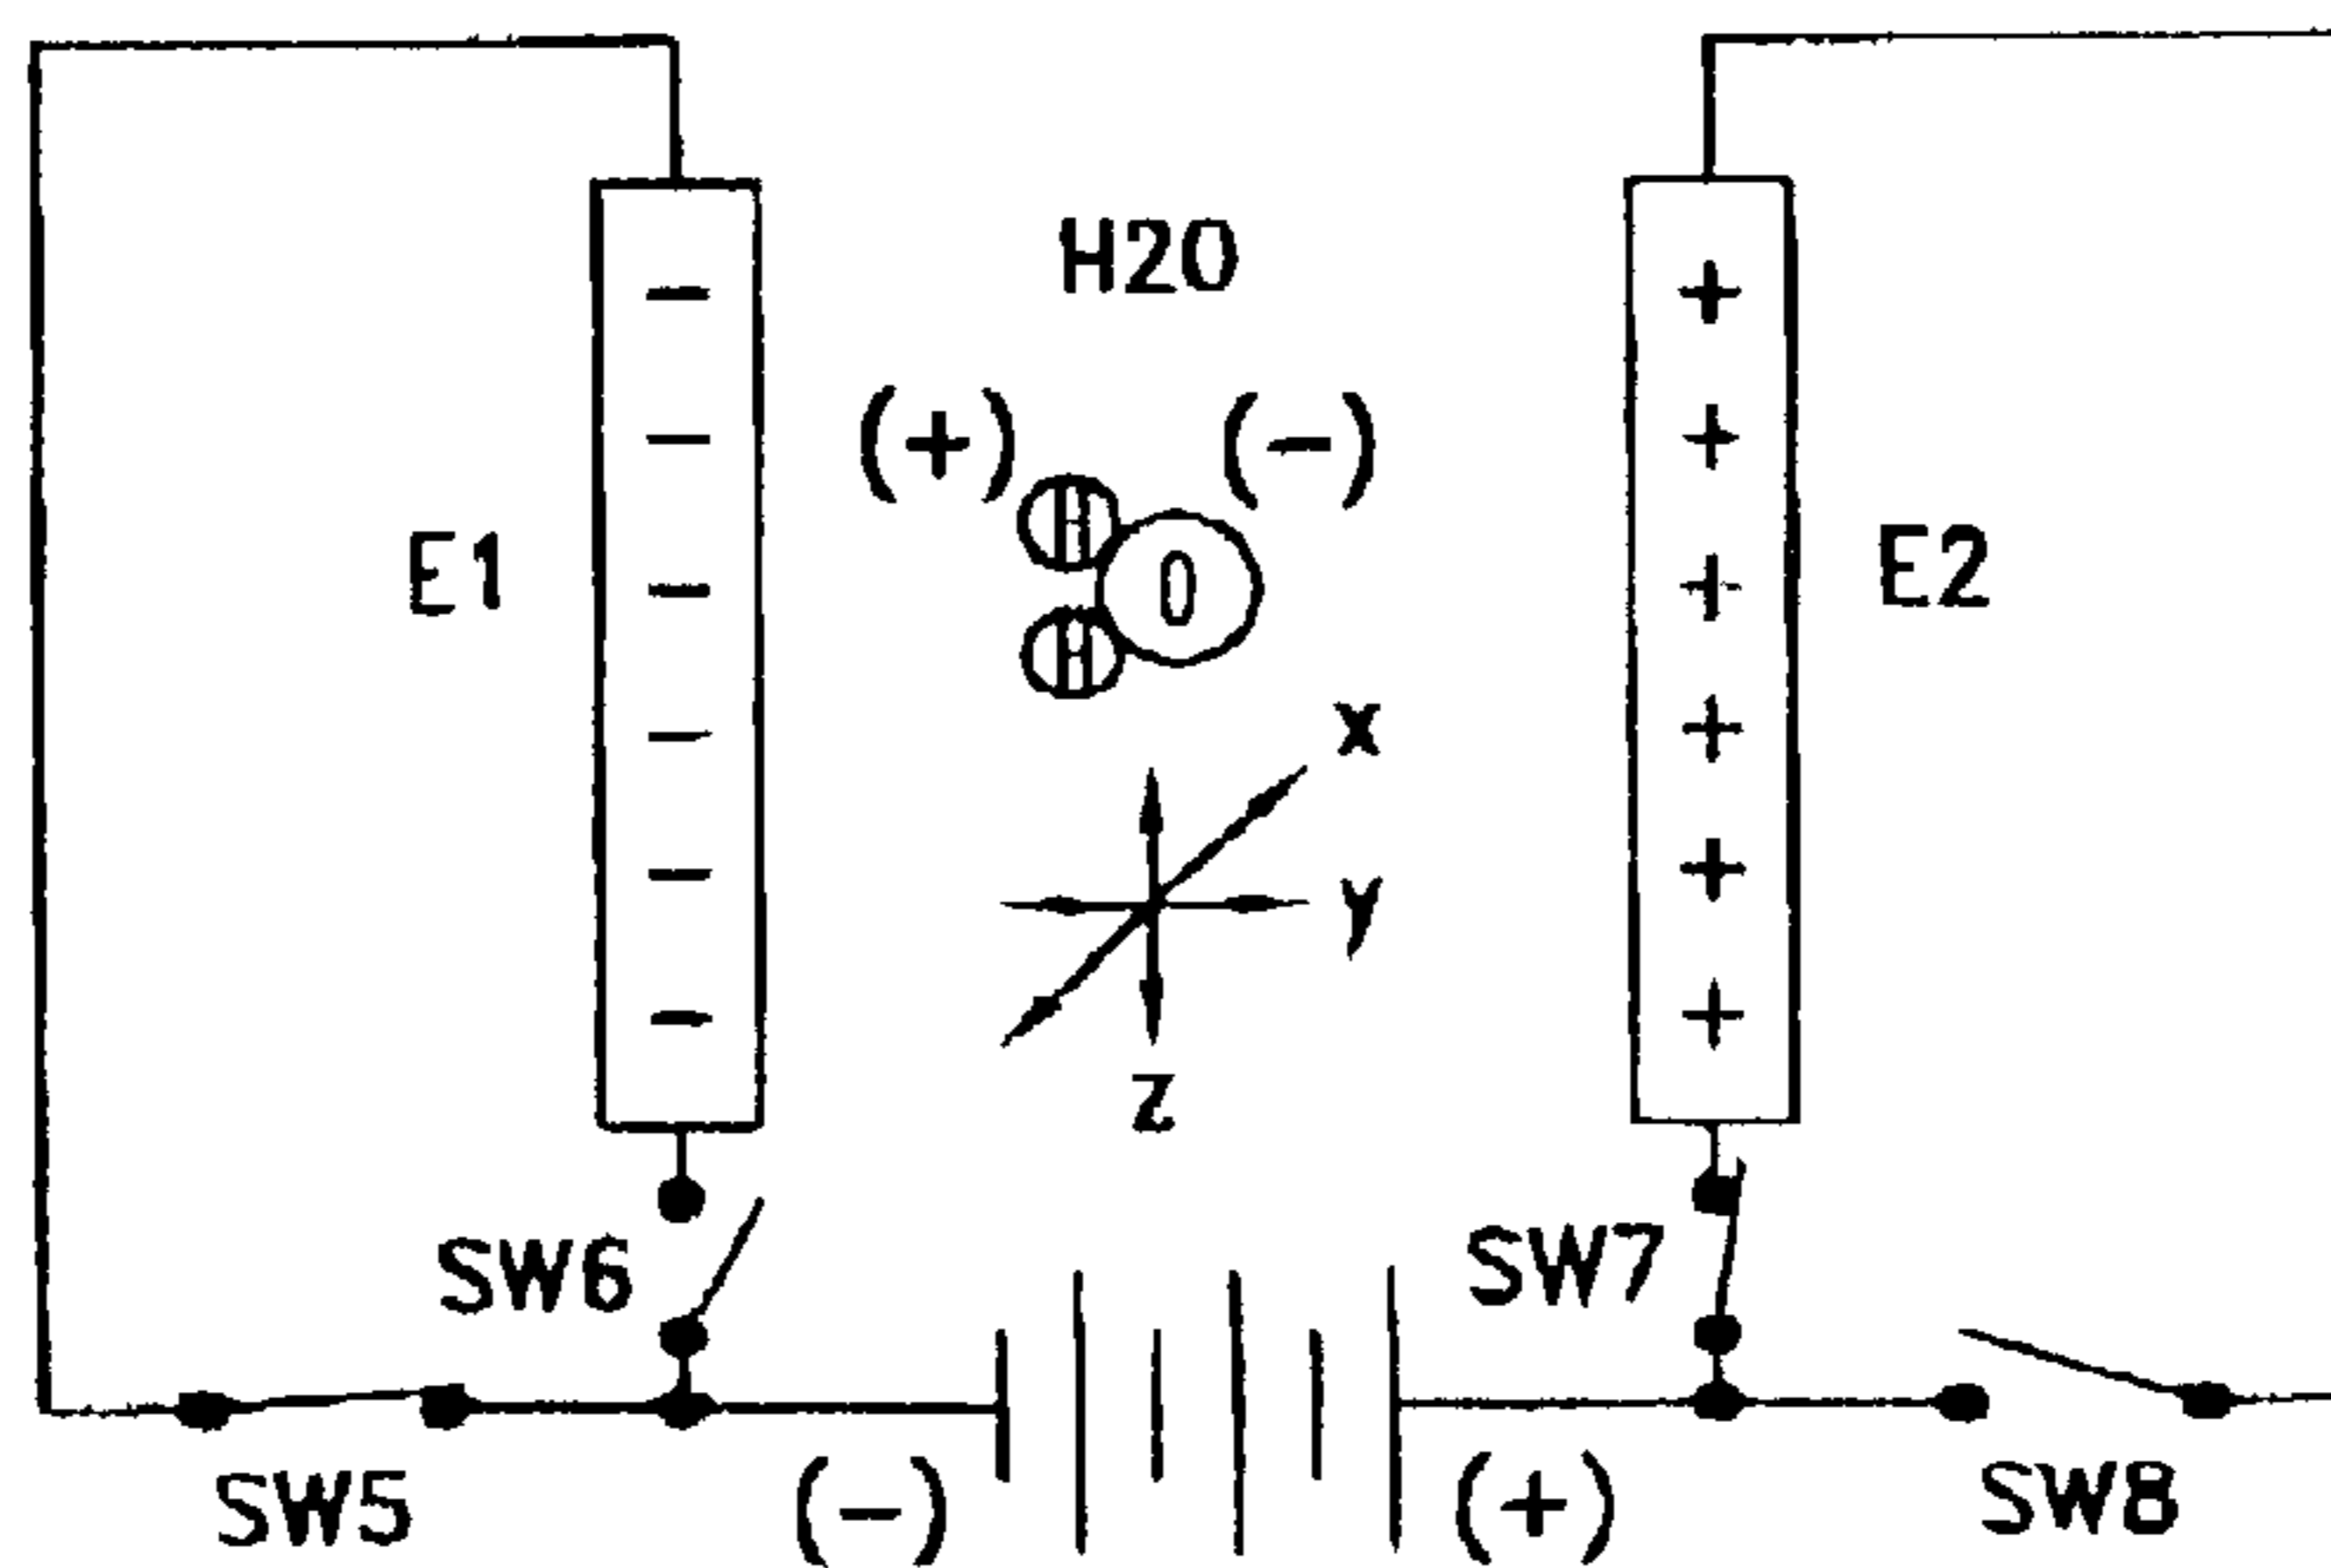 H2O
(+) (-)
H
E1 O E2
H
x
y
z
SW6 SW7
SW5 (-) (+) SW8